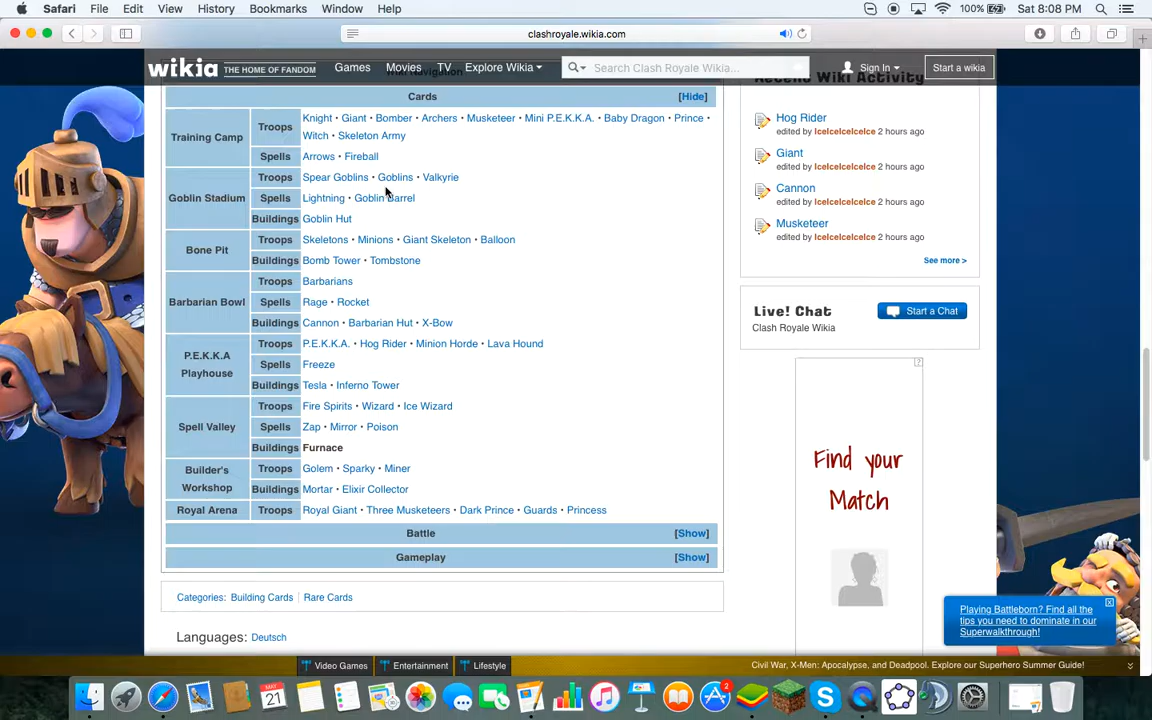 Safari File Edit View History Bookmarks Window Help 100% Sat 8:08 PM
clashroyale.wikia.com
wikia THE HOME OF FANDOM Games Movies TV Explore Wikia Search Clash Royale Wikia... Sign In Start a wikia
Cards [Hide]
Training Camp
Troops
Knight • Giant • Bomber • Archers • Musketeer • Mini P.E.K.K.A. • Baby Dragon • Prince •
Witch • Skeleton Army
Spells Arrows • Fireball
Goblin Stadium
Troops Spear Goblins • Goblins • Valkyrie
Spells Lightning • Goblin Barrel
Buildings Goblin Hut
Bone Pit
Troops Skeletons • Minions • Giant Skeleton • Balloon
Buildings Bomb Tower • Tombstone
Barbarian Bowl
Troops Barbarians
Spells Rage • Rocket
Buildings Cannon • Barbarian Hut • X-Bow
P.E.K.K.A
Playhouse
Troops P.E.K.K.A. • Hog Rider • Minion Horde • Lava Hound
Spells Freeze
Buildings Tesla • Inferno Tower
Spell Valley
Troops Fire Spirits • Wizard • Ice Wizard
Spells Zap • Mirror • Poison
Buildings Furnace
Builder's
Workshop
Troops Golem • Sparky • Miner
Buildings Mortar • Elixir Collector
Royal Arena Troops Royal Giant • Three Musketeers • Dark Prince • Guards • Princess
Battle [Show]
Gameplay [Show]
Categories: Building Cards Rare Cards
Languages: Deutsch
Recent Wiki Activity
Hog Rider
edited by IceIceIceIce 2 hours ago
Giant
edited by IceIceIceIce 2 hours ago
Cannon
edited by IceIceIceIce 2 hours ago
Musketeer
edited by IceIceIceIce 2 hours ago
See more >
Live! Chat
Clash Royale Wikia
Start a Chat
Find your
Match
Playing Battleborn? Find all the
tips you need to dominate in our
Superwalkthrough!
Video Games Entertainment Lifestyle Civil War, X-Men: Apocalypse, and Deadpool. Explore our Superhero Summer Guide!
MAY
21
2